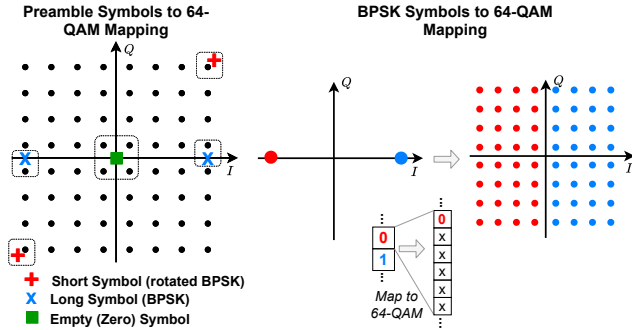 Preamble Symbols to 64-
QAM Mapping
Q
I
Short Symbol (rotated BPSK)
Long Symbol (BPSK)
Empty (Zero) Symbol
BPSK Symbols to 64-QAM
Mapping
Q
I
Q
I
0
1
Map to
64-QAM
0
x
x
x
x
x